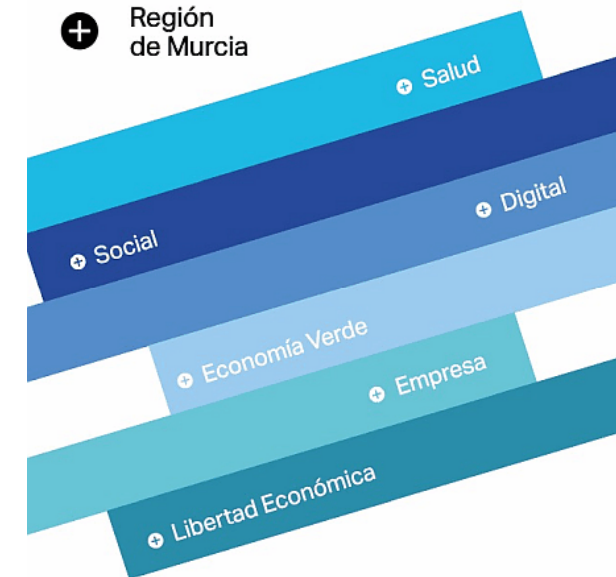 Región
de Murcia
Salud
Social
Digital
Economía Verde
Empresa
Libertad Económica